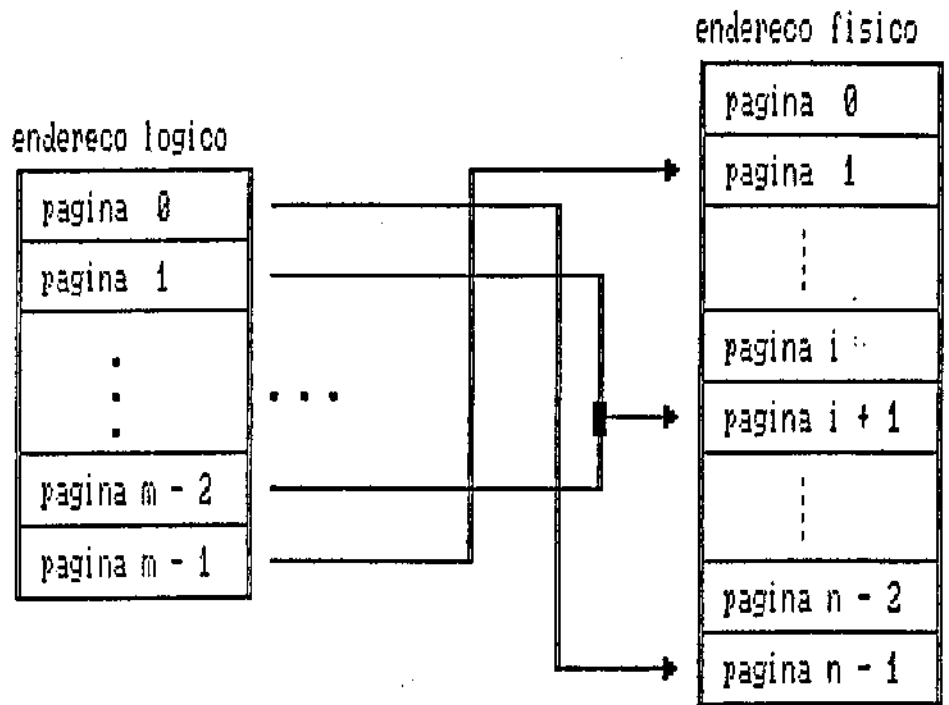 endereco logico
pagina 0
pagina 1
pagina m - 2
pagina m - 1
endereco fisico
pagina 0
pagina 1
pagina i
pagina i + 1
pagina n - 2
pagina n - 1